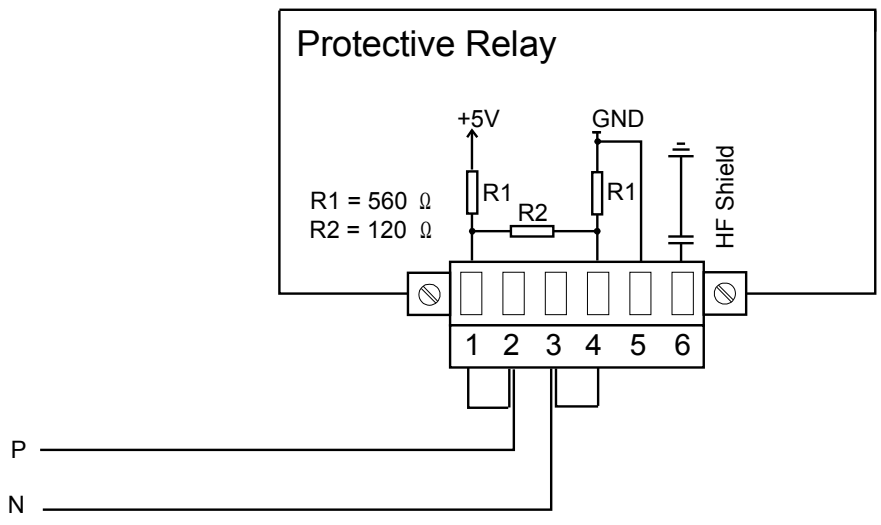 Protective Relay
+5V
GND
R1 = 560 Ω
R2 = 120 Ω
R1
R2
R1
HF Shield
1 2 3 4 5 6
P
N